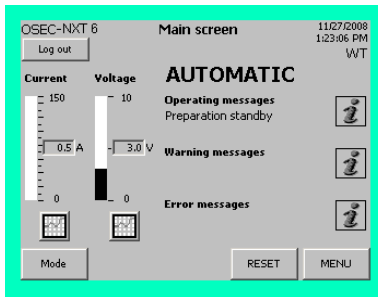 OSEC-NXT 6 Main screen 11/27/2008
1:23:06 PM
Log out
WT
Current Voltage AUTOMATIC
150 10 Operating messages
Preparation standby
0.5 A 3.0 V Warning messages
0 0 Error messages
Mode RESET MENU